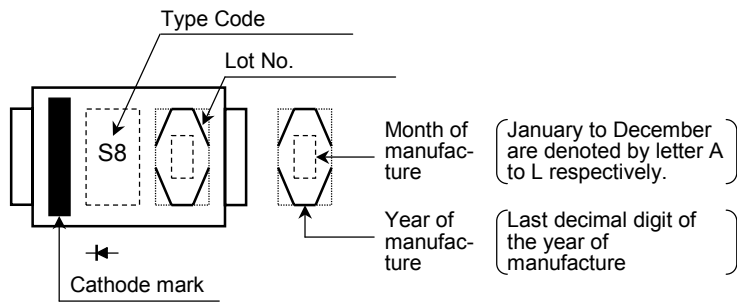 Type Code
Lot No.
S8
Month of
manufac-
ture
January to December
are denoted by letter A
to L respectively.
Year of
manufac-
ture
Last decimal digit of
the year of
manufacture
Cathode mark